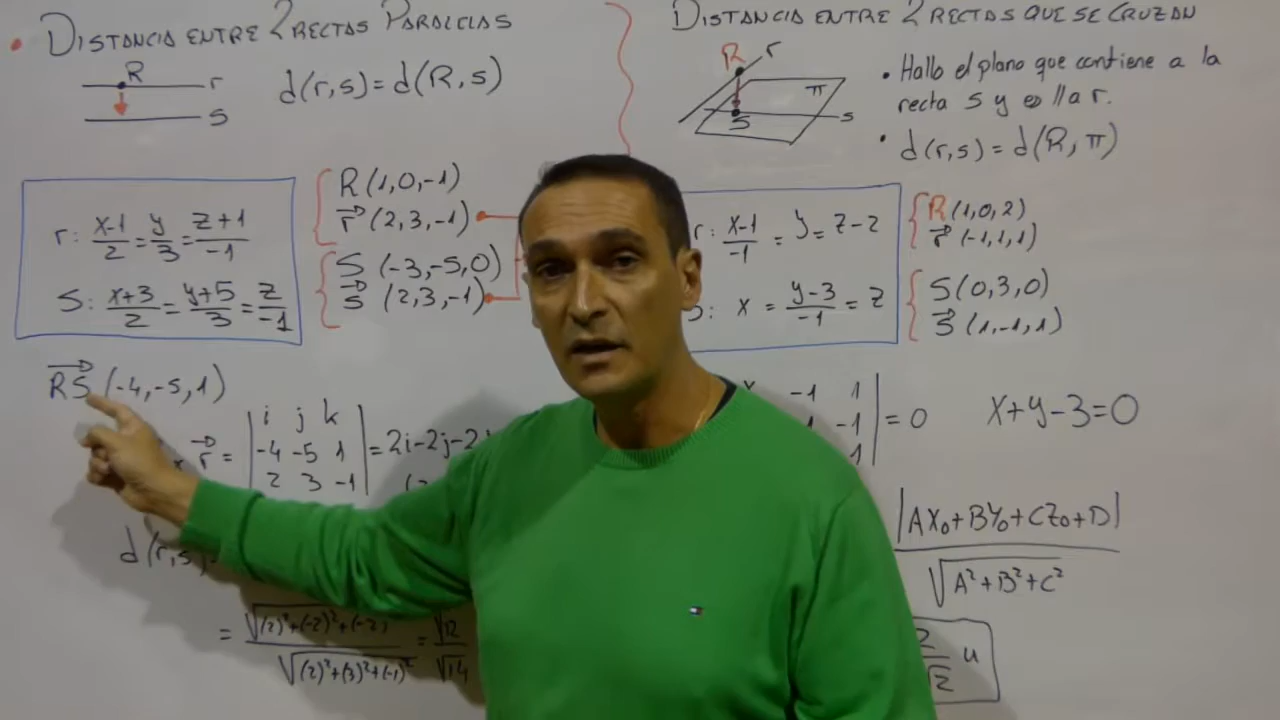 • DISTANCIA ENTRE 2 RECTAS PARALELAS
R
r
s
d(r,s)=d(R,s)
r: x-1/2 = y/3 = z+1/-1
s: x+3/2 = y+5/3 = z/-1
R(1,0,-1)
r(2,3,-1)
S(-3,-5,0)
s(2,3,-1)
RS(-4,-5,1)
x r = | i j k
-4 -5 1
2 3 -1 | = 2i-2j-2
d(r,s)
= √(2)²+(-2)²+(-2) / √(2)²+(3)²+(-1)² = √12 / √14
DISTANCIA ENTRE 2 RECTAS QUE SE CRUZAN
R
r
π
S
s
• Hallo el plano que contiene a la
recta s y es // a r.
• d(r,s)=d(R,π)
r: x-1/-1 = y = z-2
: x = y-3/-1 = z
R(1,0,2)
r(-1,1,1)
S(0,3,0)
s(1,-1,1)
-1 1
-1
1 | = 0
x+y-3=0
|Ax₀+By₀+Cz₀+D|
√A²+B²+C²
2/√2 u